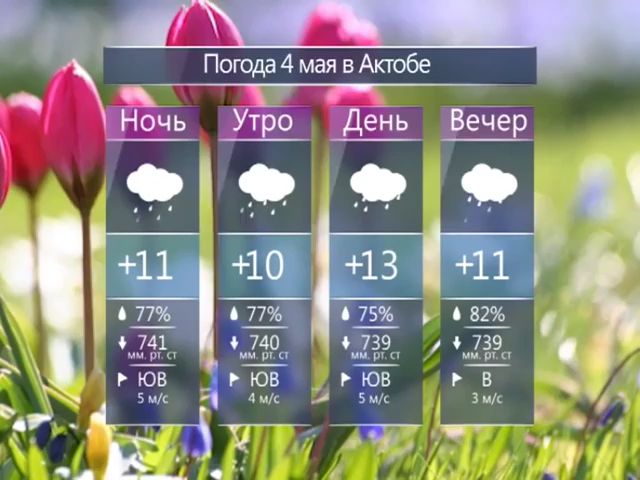 Погода 4 мая в Актобе
Ночь Утро День Вечер
+11 +10 +13 +11
77% 77% 75% 82%
741 740 739 739
мм. рт. ст мм. рт. ст мм. рт. ст мм. рт. ст
ЮВ ЮВ ЮВ В
5 м/с 4 м/с 5 м/с 3 м/с